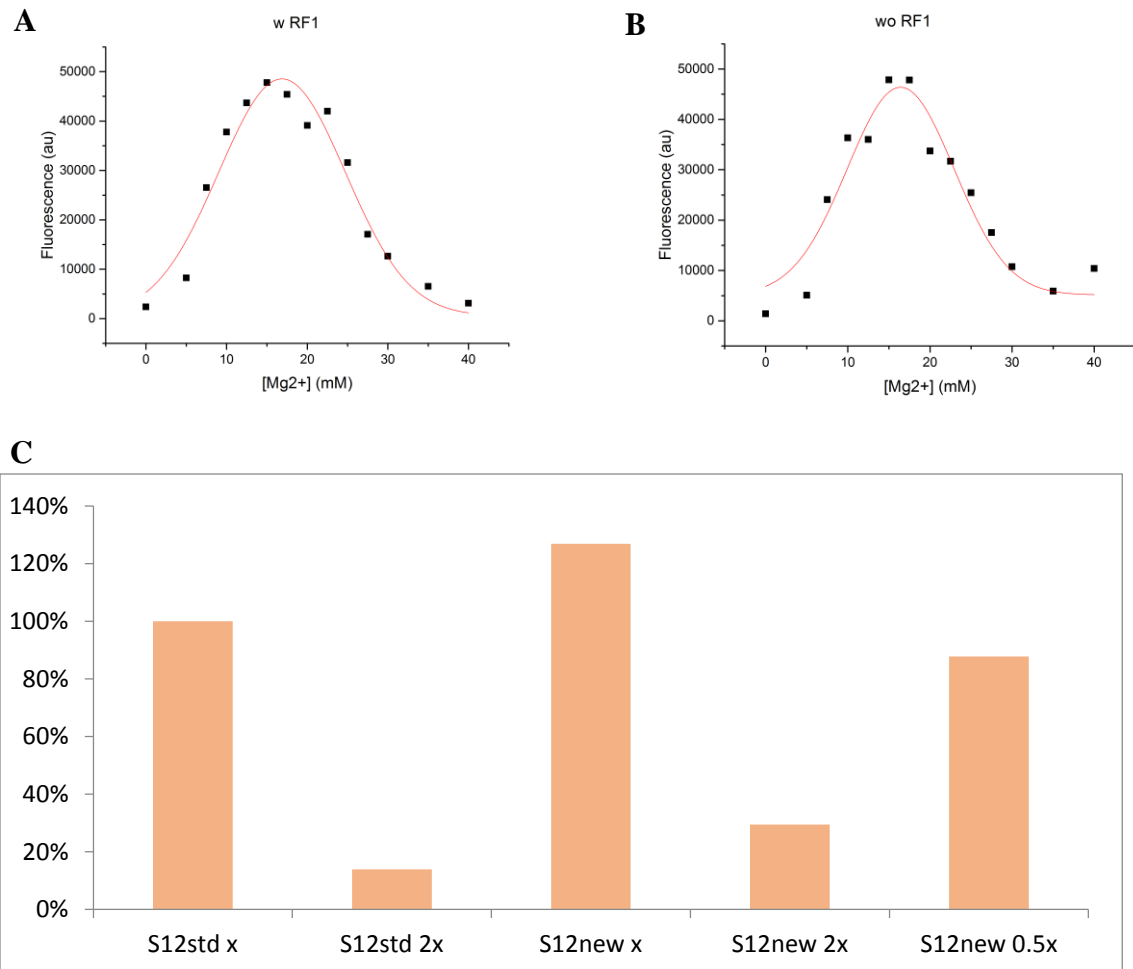 A
w RF1
50000
40000
30000
20000
10000
0
Fluorescence (au)
0 10 20 30 40
[Mg2+] (mM)
B
wo RF1
50000
40000
30000
20000
10000
0
Fluorescence (au)
0 10 20 30 40
[Mg2+] (mM)
C
140%
120%
100%
80%
60%
40%
20%
0%
S12std x S12std 2x S12new x S12new 2x S12new 0.5x